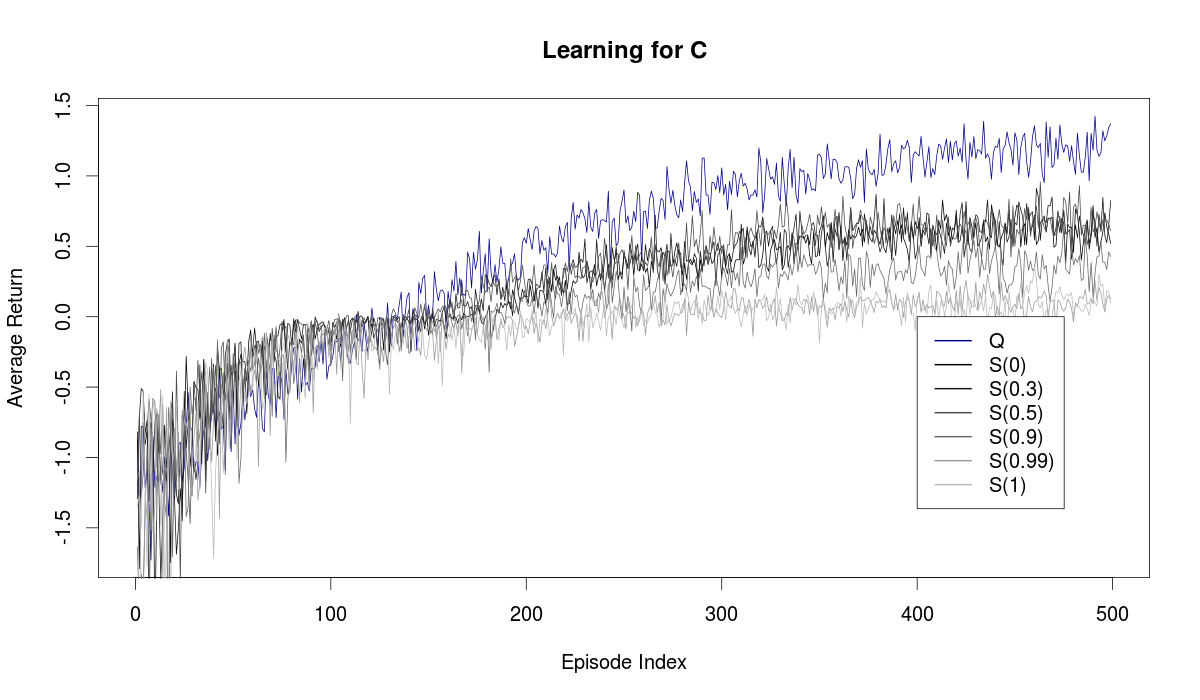 Learning for C
Average Return
1.5
1.0
0.5
0.0
-0.5
-1.0
-1.5
Q
S(0)
S(0.3)
S(0.5)
S(0.9)
S(0.99)
S(1)
0 100 200 300 400 500
Episode Index